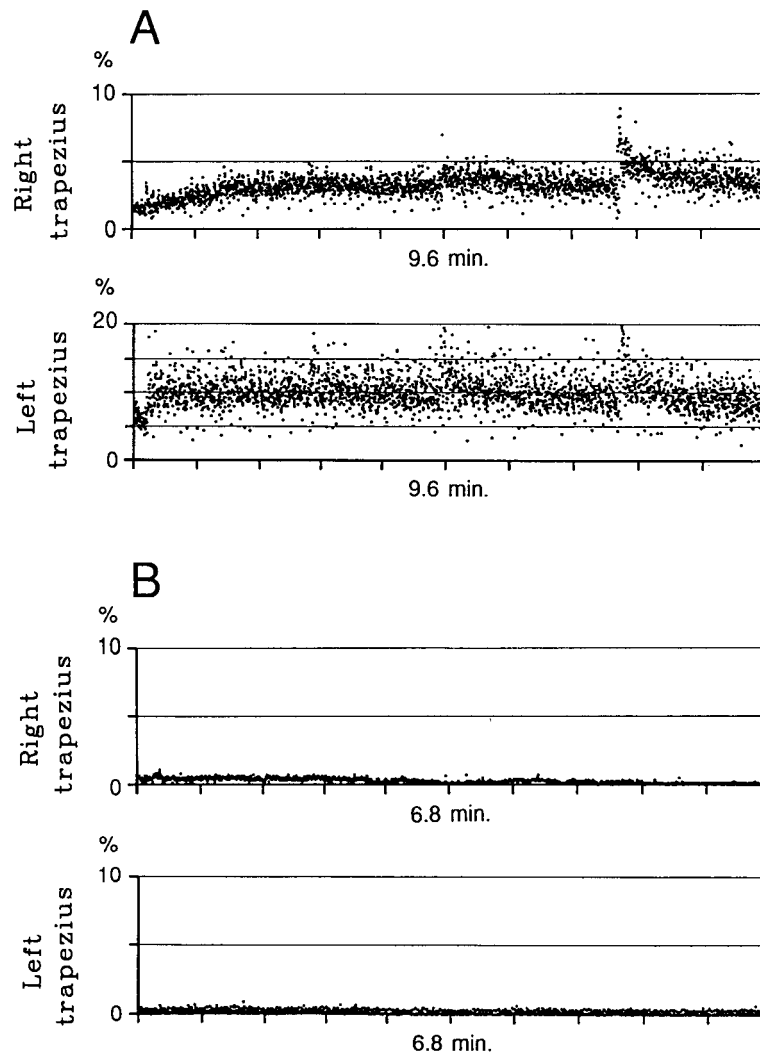 A
%
10
Right
trapezius
0
9.6 min.
%
20
Left
trapezius
0
9.6 min.
B
%
10
Right
trapezius
0
6.8 min.
%
10
Left
trapezius
0
6.8 min.